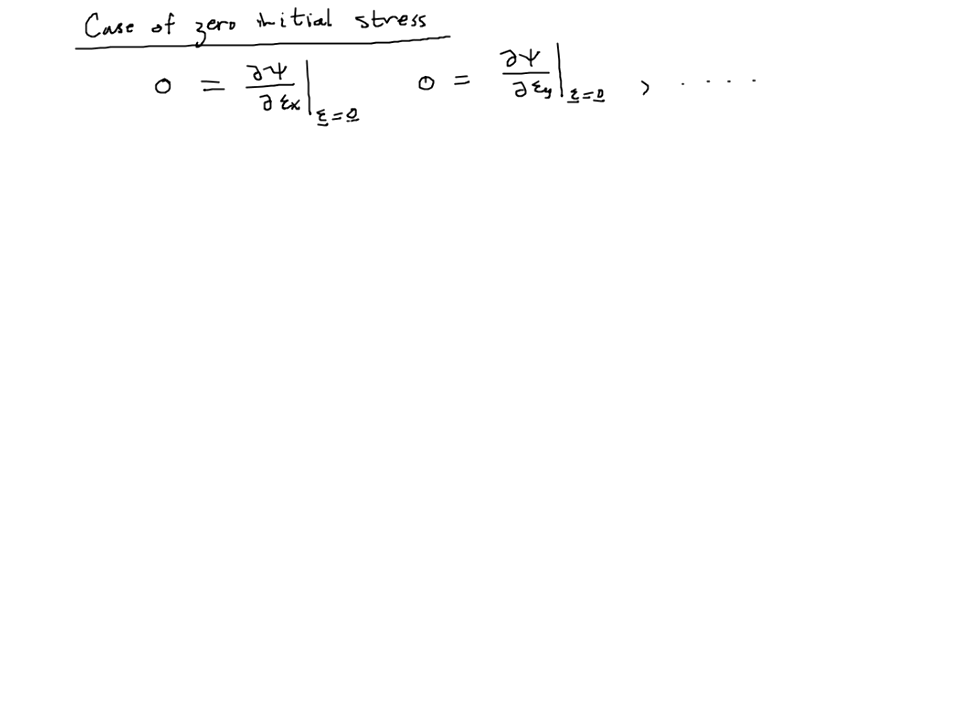 Case of zero initial stress
0 = ∂ψ/∂εx |ε=0 0 = ∂ψ/∂εy |ε=0 , ....